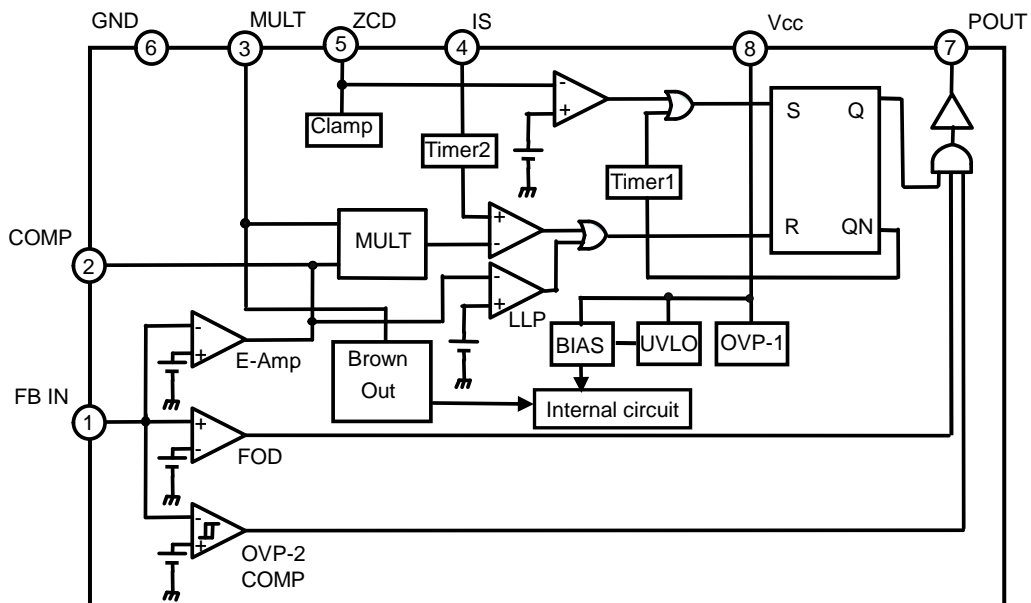 GND
MULT
ZCD
IS
Vcc
POUT
6
3
5
4
8
7
-
+
Clamp
S
Q
Timer2
Timer1
+
-
MULT
R
QN
COMP
2
-
+
LLP
-
+
E-Amp
BIAS
UVLO
OVP-1
Brown
Out
FB IN
1
Internal circuit
+
-
FOD
-
+
OVP-2
COMP